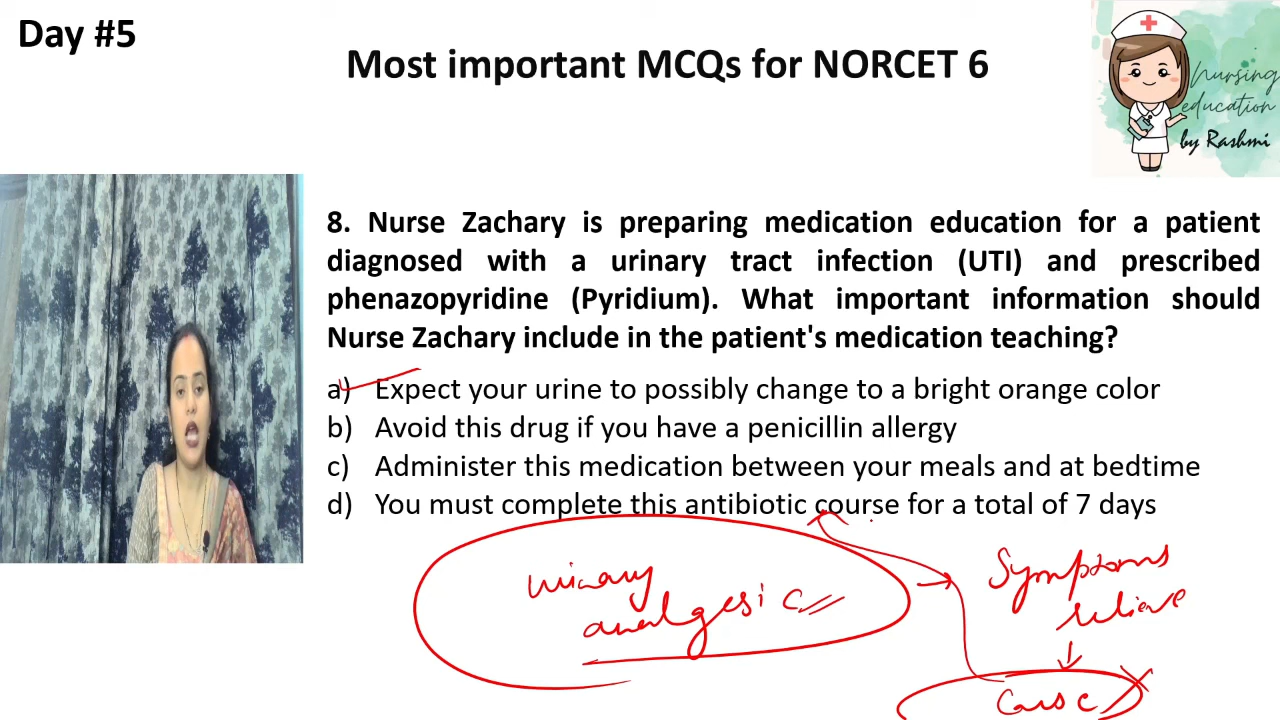 Day #5
Most important MCQs for NORCET 6
nursing
education
by Rashmi
8. Nurse Zachary is preparing medication education for a patient
diagnosed with a urinary tract infection (UTI) and prescribed
phenazopyridine (Pyridium). What important information should
Nurse Zachary include in the patient's medication teaching?
a) Expect your urine to possibly change to a bright orange color
b) Avoid this drug if you have a penicillin allergy
c) Administer this medication between your meals and at bedtime
d) You must complete this antibiotic course for a total of 7 days
urinary
analgesic
Symptoms
relieve
Cause